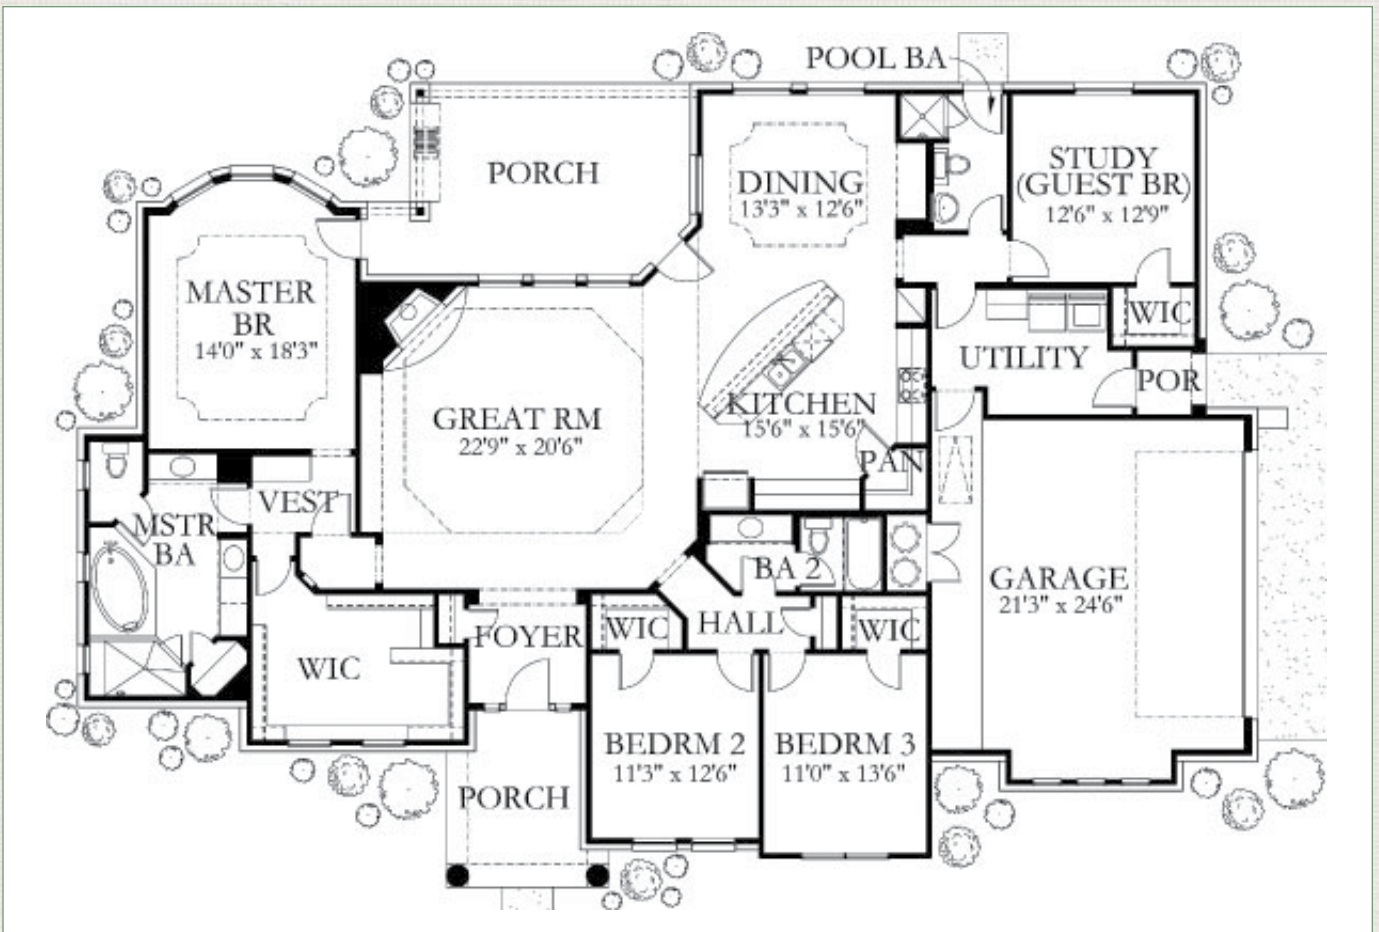 POOL BA
PORCH
DINING
13'3" x 12'6"
STUDY
(GUEST BR)
12'6" x 12'9"
MASTER
BR
14'0" x 18'3"
WIC
UTILITY
POR
GREAT RM
22'9" x 20'6"
KITCHEN
15'6" x 15'6"
PAN
VEST
MSTR
BA
BA 2
GARAGE
21'3" x 24'6"
FOYER
WIC
HALL
WIC
WIC
BEDRM 2
11'3" x 12'6"
BEDRM 3
11'0" x 13'6"
PORCH